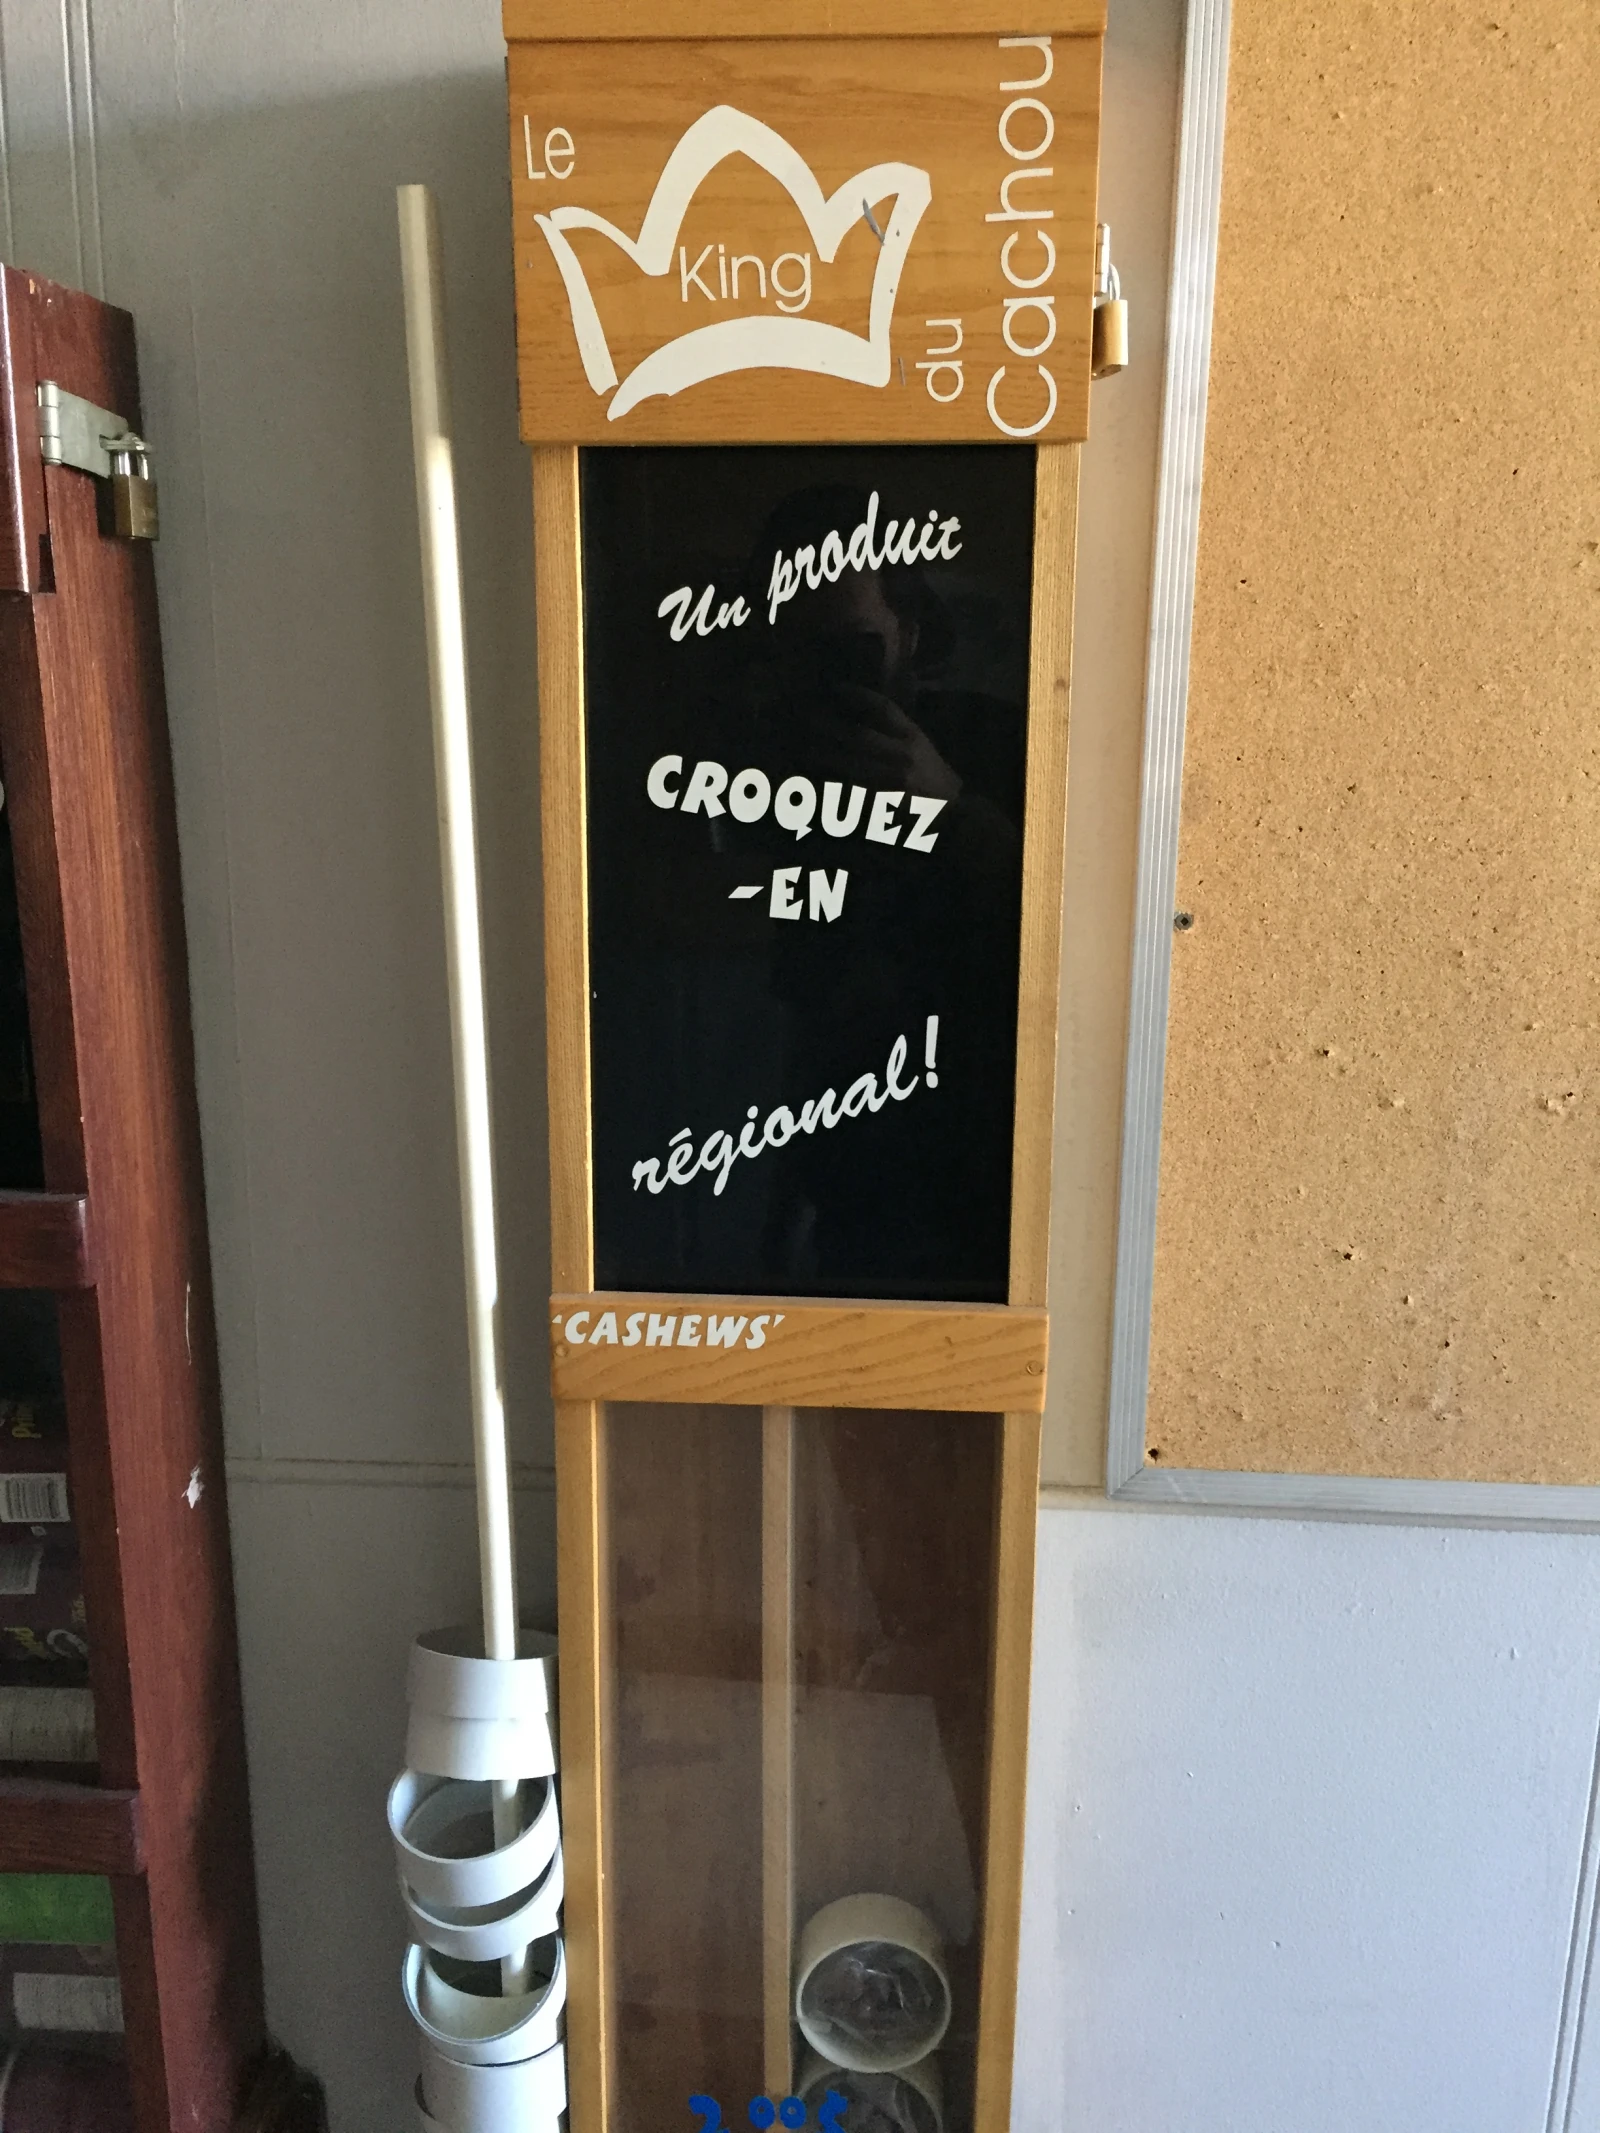 Le
King
du
Cachou
Un produit
CROQUEZ
-EN
régional!
'CASHEWS'